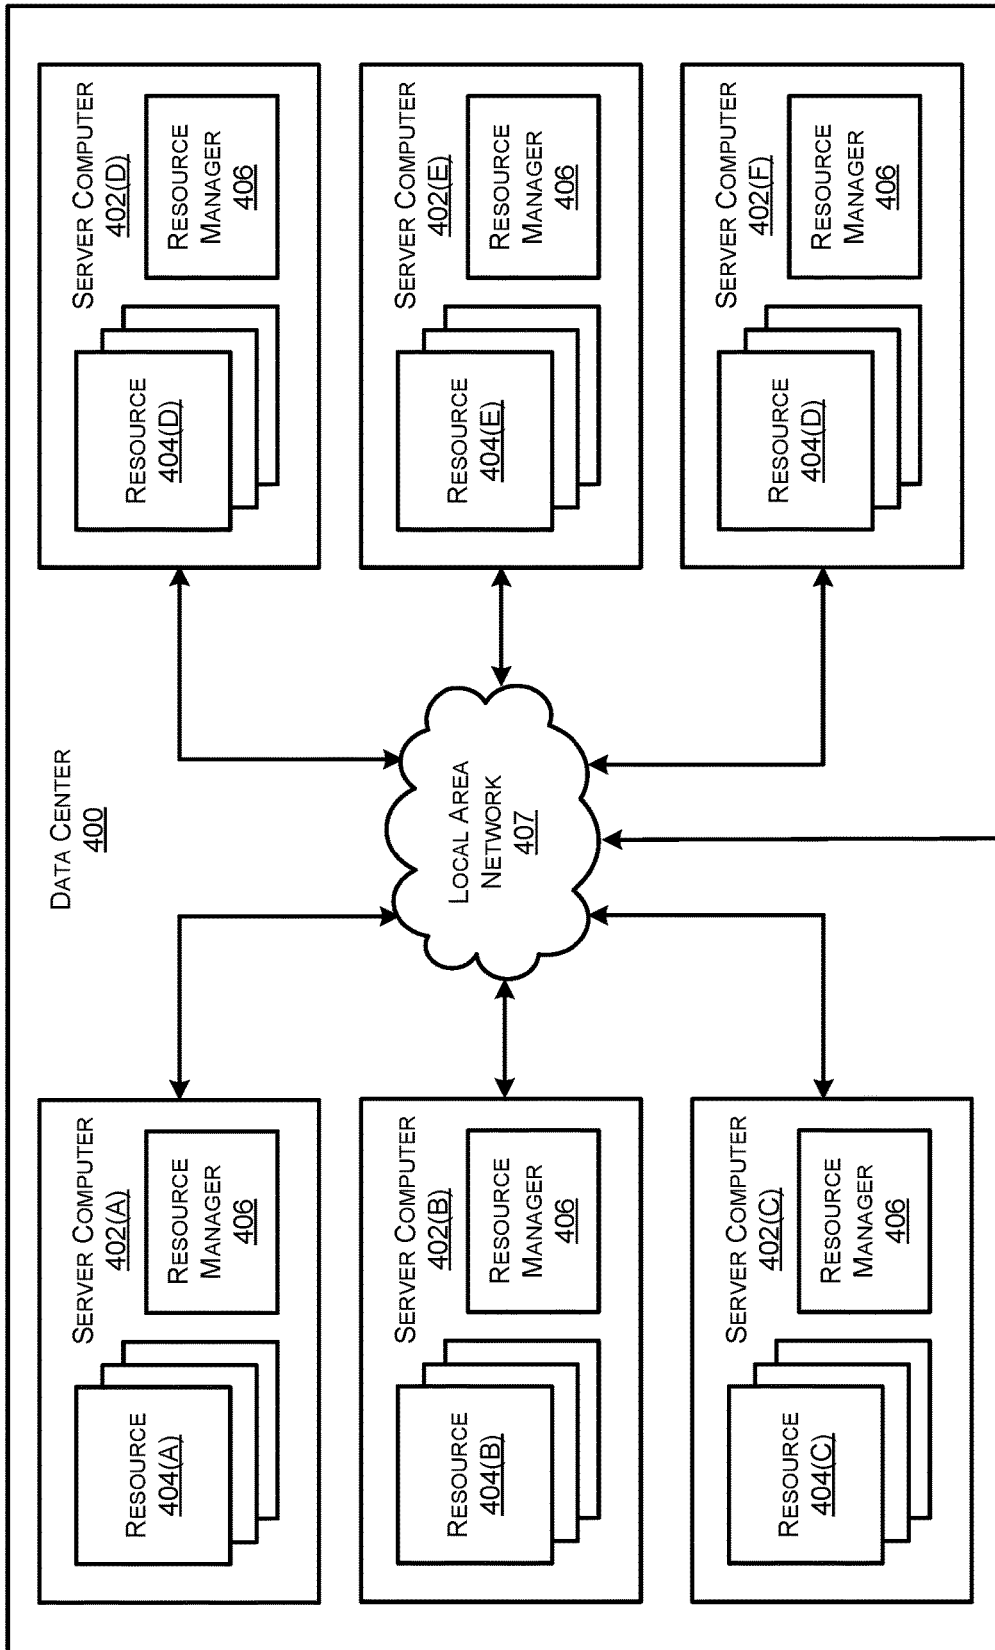 DATA CENTER
400
SERVER COMPUTER
402(A)
RESOURCE
404(A)
RESOURCE
MANAGER
406
SERVER COMPUTER
402(D)
RESOURCE
404(D)
RESOURCE
MANAGER
406
SERVER COMPUTER
402(B)
RESOURCE
404(B)
RESOURCE
MANAGER
406
LOCAL AREA
NETWORK
407
SERVER COMPUTER
402(E)
RESOURCE
404(E)
RESOURCE
MANAGER
406
SERVER COMPUTER
402(C)
RESOURCE
404(C)
RESOURCE
MANAGER
406
SERVER COMPUTER
402(F)
RESOURCE
404(D)
RESOURCE
MANAGER
406